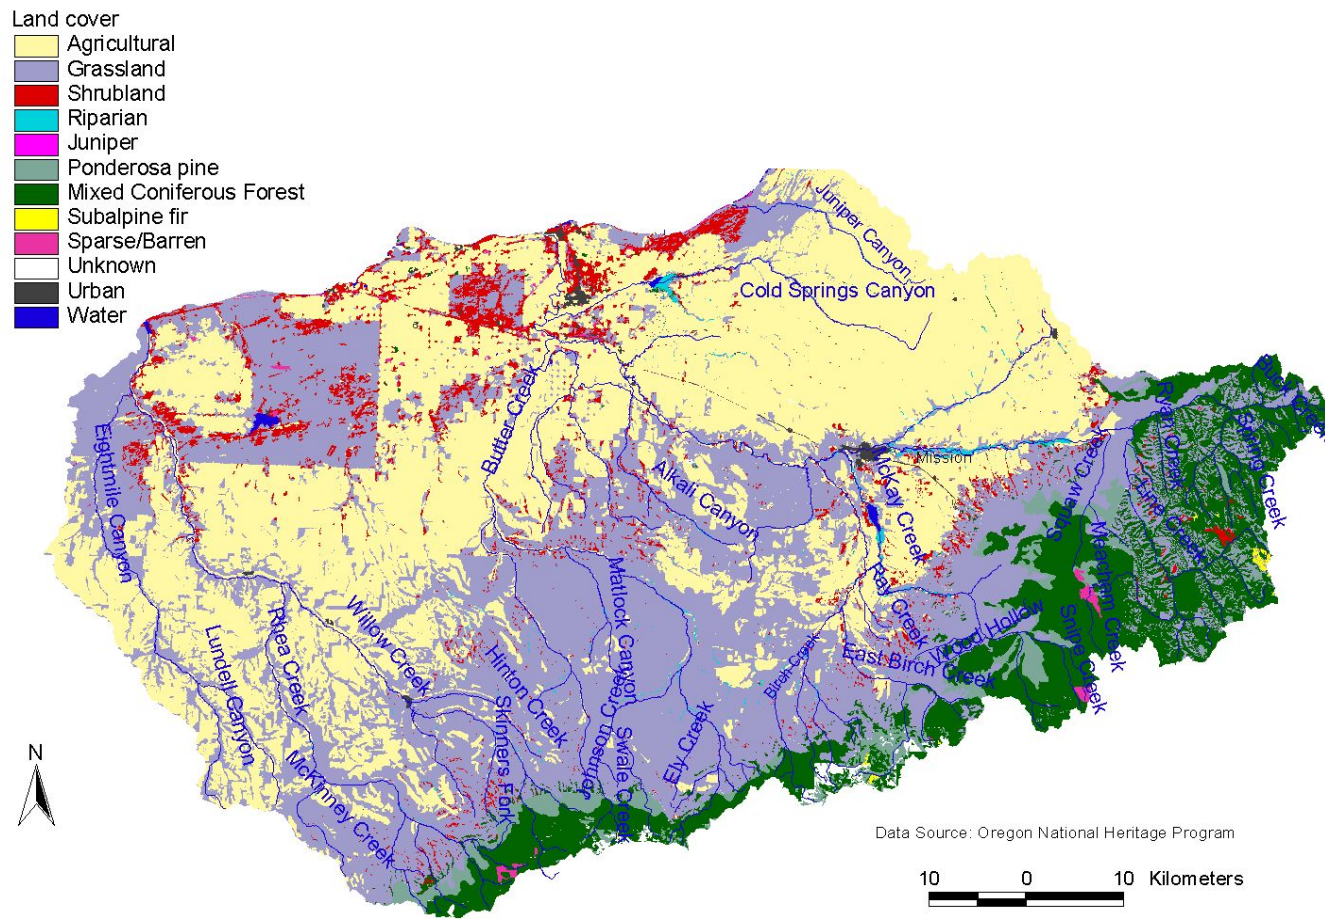 Land cover
Agricultural
Grassland
Shrubland
Riparian
Juniper
Ponderosa pine
Mixed Coniferous Forest
Subalpine fir
Sparse/Barren
Unknown
Urban
Water
Juniper Canyon
Cold Springs Canyon
Butter Creek
Eightmile Canyon
Alkali Canyon
McKay Creek
Mission
Squaw Creek
Ryan Creek
Buck Creek
Baring Creek
Line Creek
Meacham Creek
Snipe Creek
Ray Creek
Wood Hollow
East Birch Creek
Birch Creek
Matlock Canyon
Willow Creek
Rhea Creek
Lundell Canyon
Hinton Creek
Skinners Fork
Johnson Creek
Swale Creek
Ely Creek
McKinney Creek
N
Data Source: Oregon National Heritage Program
10 0 10 Kilometers